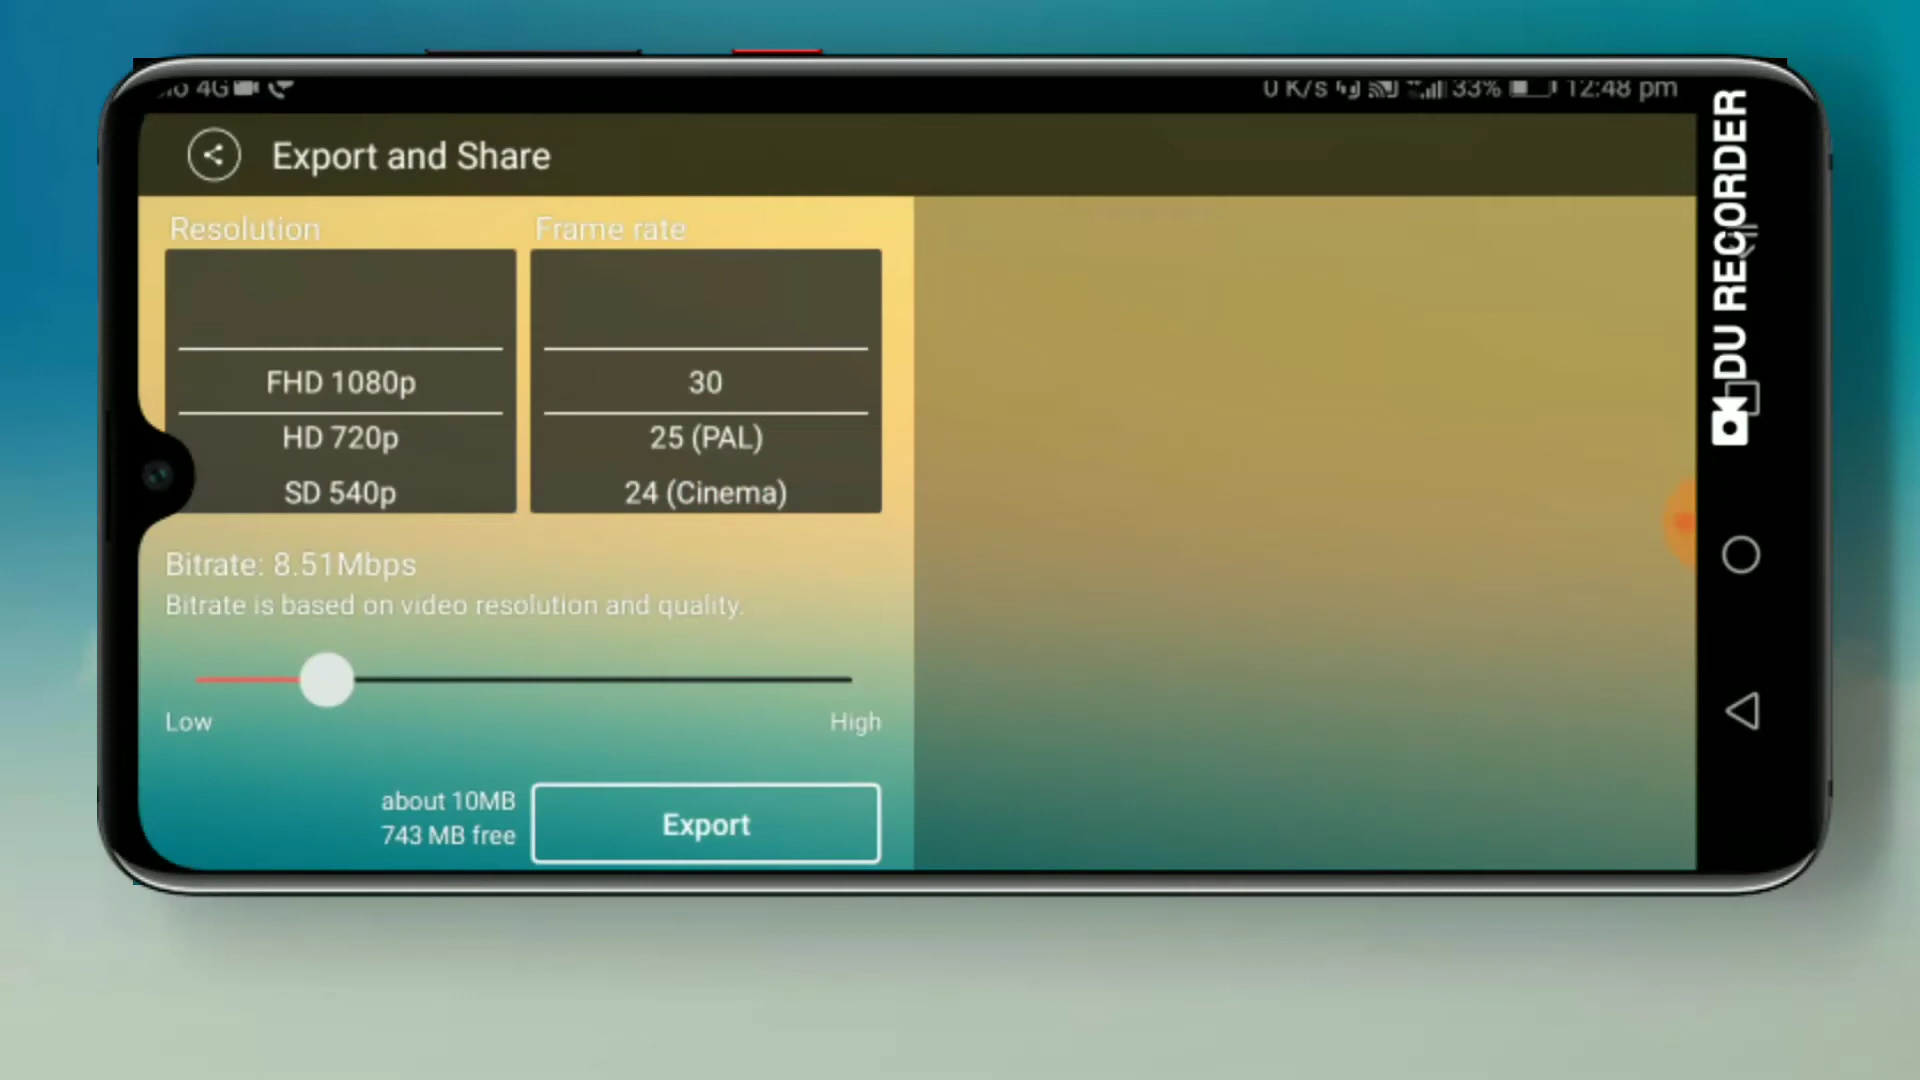 4G
0 K/s 33% 12:48 pm
Export and Share
Resolution
Frame rate
FHD 1080p
30
HD 720p
25 (PAL)
SD 540p
24 (Cinema)
Bitrate: 8.51Mbps
Bitrate is based on video resolution and quality.
Low
High
about 10MB
743 MB free
Export
DU RECORDER